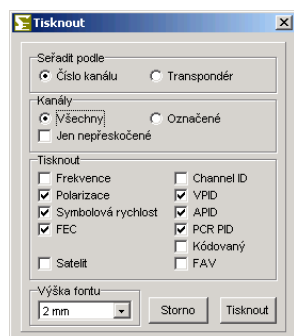 Tisknout
Seřadit podle
Číslo kanálu Transpondér
Kanály
Všechny Označené
Jen nepřeskočené
Tisknout
Frekvence Channel ID
Polarizace VPID
Symbolová rychlost APID
FEC PCR PID
Kódovaný
Satelit FAV
Výška fontu
2 mm Storno Tisknout